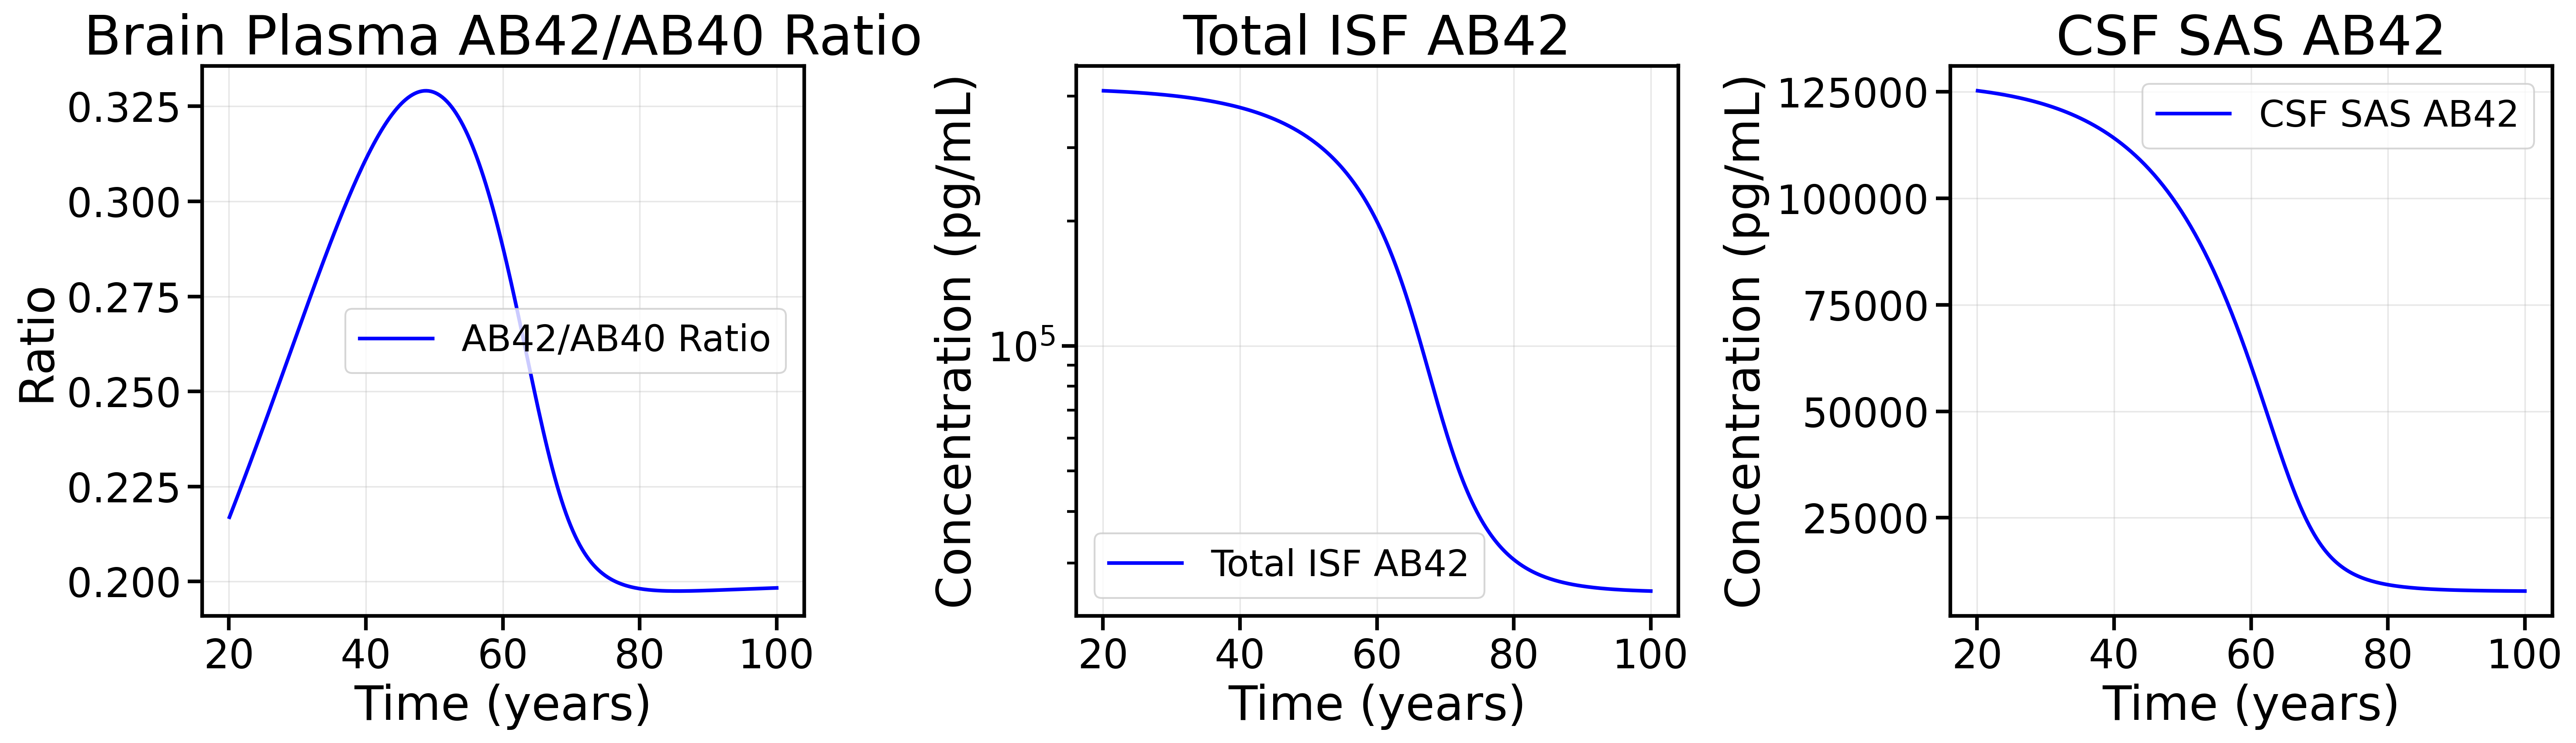 Brain Plasma AB42/AB40 Ratio
Ratio
0.325
0.300
0.275
0.250
0.225
0.200
AB42/AB40 Ratio
20 40 60 80 100
Time (years)
Total ISF AB42
Concentration (pg/mL)
10⁵
Total ISF AB42
20 40 60 80 100
Time (years)
CSF SAS AB42
Concentration (pg/mL)
125000
100000
75000
50000
25000
CSF SAS AB42
20 40 60 80 100
Time (years)